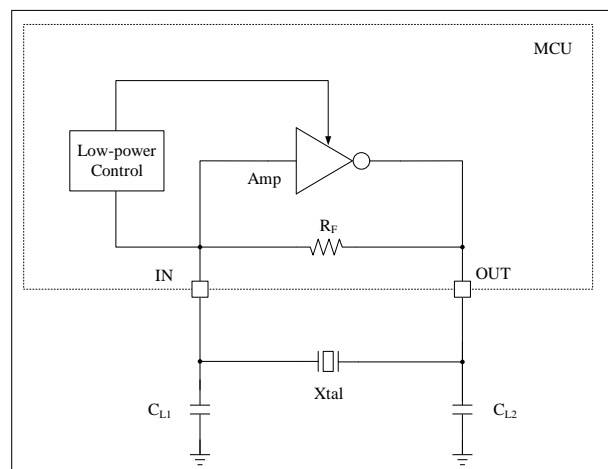 MCU
Low-power
Control
Amp
R_F
IN
OUT
Xtal
C_L1
C_L2